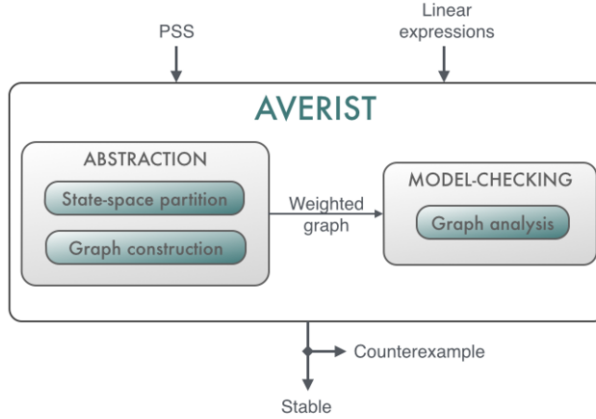 PSS
Linear
expressions
AVERIST
ABSTRACTION
State-space partition
Graph construction
Weighted
graph
MODEL-CHECKING
Graph analysis
Counterexample
Stable